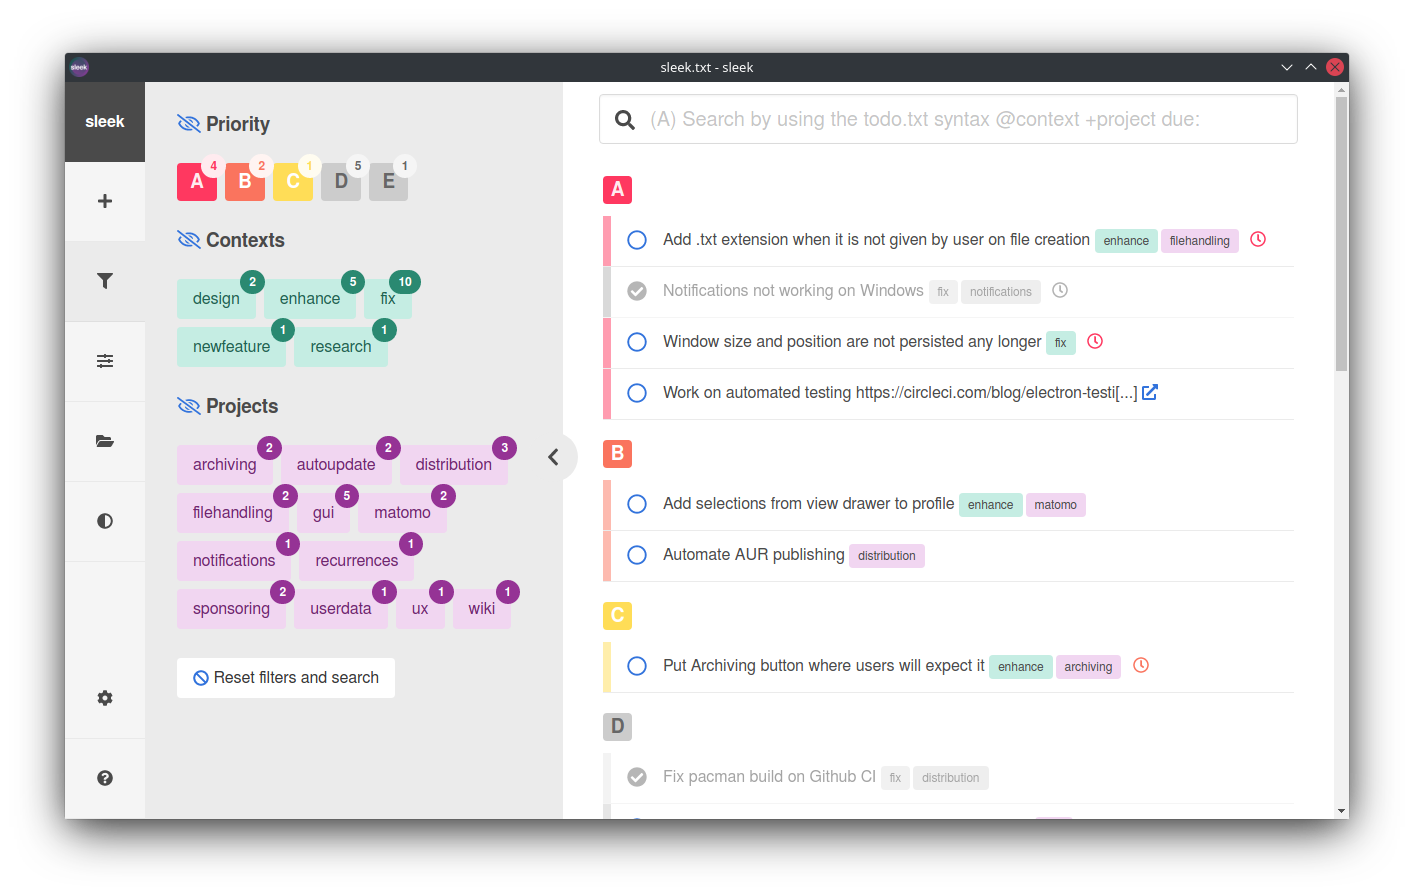 sleek
sleek.txt - sleek
sleek
Priority
A 4 B 2 C 1 D 5 E 1
Contexts
design 2 enhance 5 fix 10
newfeature 1 research 1
Projects
archiving 2 autoupdate 2 distribution 3
filehandling 2 gui 5 matomo 2
notifications 1 recurrences 1
sponsoring 2 userdata 1 ux 1 wiki 1
Reset filters and search
(A) Search by using the todo.txt syntax @context +project due:
A
Add .txt extension when it is not given by user on file creation enhance filehandling
Notifications not working on Windows fix notifications
Window size and position are not persisted any longer fix
Work on automated testing https://circleci.com/blog/electron-testi[...]
B
Add selections from view drawer to profile enhance matomo
Automate AUR publishing distribution
C
Put Archiving button where users will expect it enhance archiving
D
Fix pacman build on Github CI fix distribution